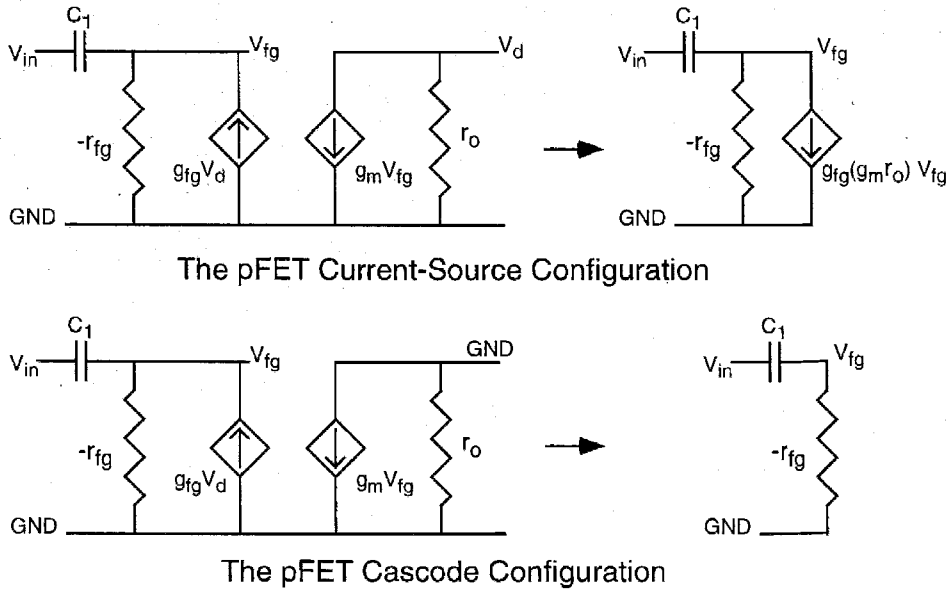 C1
Vin
Vfg
Vd
-rfg
gfgVd
gmVfg
ro
GND
C1
Vin
Vfg
-rfg
gfg(gmro) Vfg
GND
The pFET Current-Source Configuration
C1
Vin
Vfg
GND
-rfg
gfgVd
gmVfg
ro
GND
C1
Vin
Vfg
-rfg
GND
The pFET Cascode Configuration